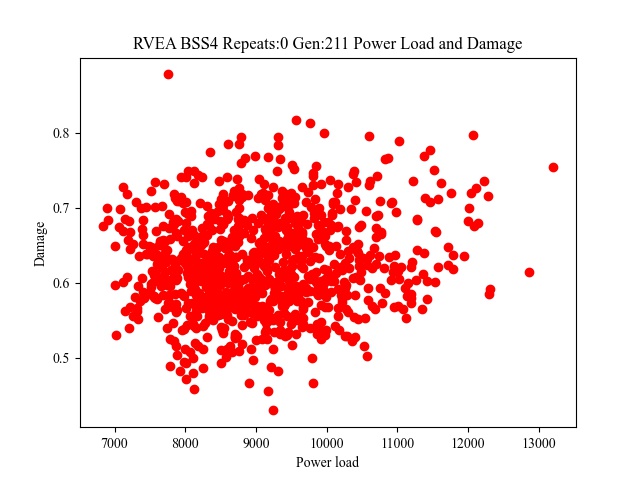 RVEA BSS4 Repeats:0 Gen:211 Power Load and Damage
Damage
0.8
0.7
0.6
0.5
7000 8000 9000 10000 11000 12000 13000
Power load